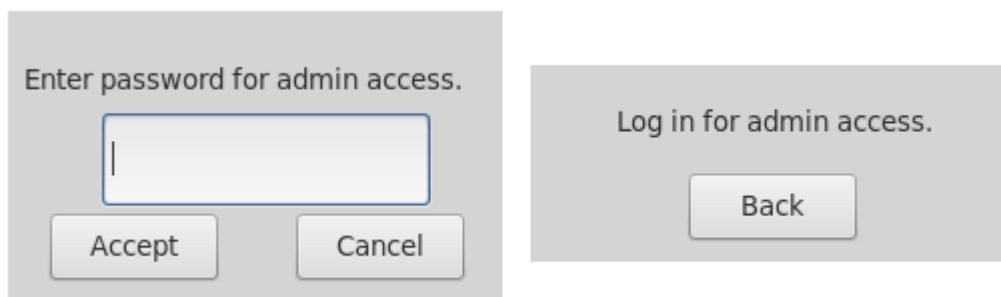 Enter password for admin access.
Accept
Cancel
Log in for admin access.
Back